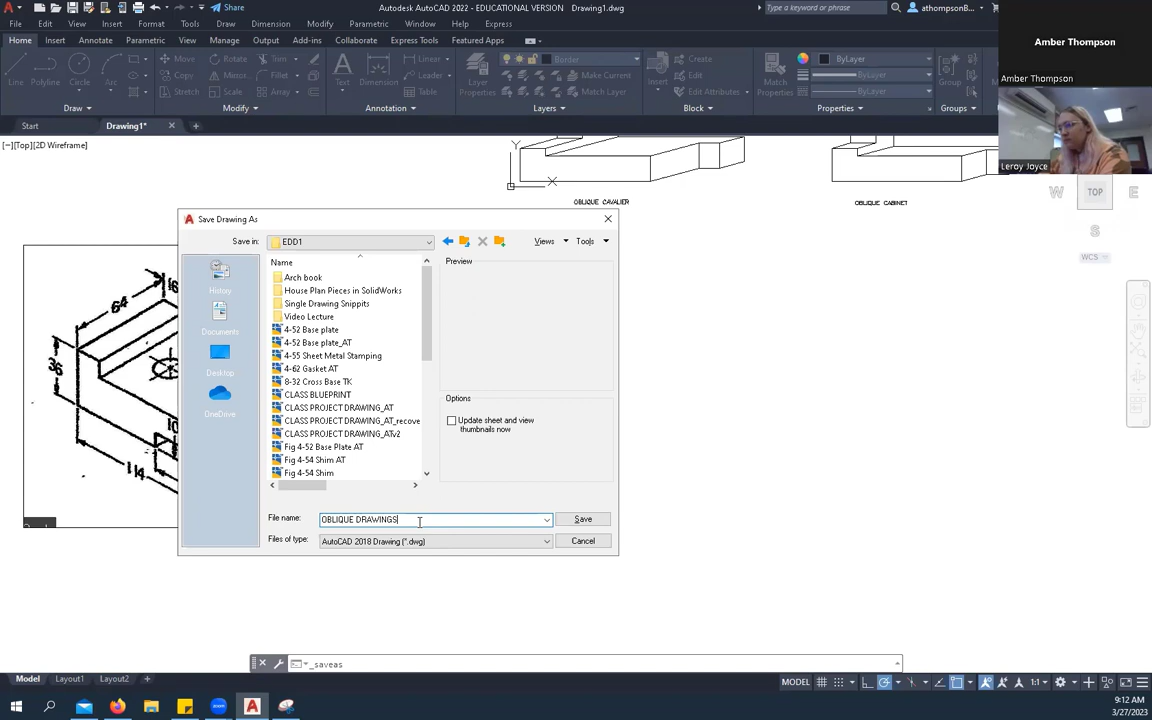 Share
Autodesk AutoCAD 2022 - EDUCATIONAL VERSION Drawing1.dwg
Type a keyword or phrase
athompsonB...
File Edit View Insert Format Tools Draw Dimension Modify Parametric Window Help Express
Home Insert Annotate Parametric View Manage Output Add-ins Collaborate Express Tools Featured Apps
Line Polyline Circle Arc
Move Rotate Trim
Copy Mirror Fillet
Stretch Scale Array
Text Dimension
Linear
Leader
Table
Layer Properties
Border
Make Current
Match Layer
Insert
Create
Edit
Edit Attributes
Match Properties
ByLayer
ByLayer
ByLayer
Draw Modify Annotation Layers Block Properties Groups
Amber Thompson
Amber Thompson
Leroy Joyce
Start Drawing1*
[−][Top][2D Wireframe]
Y
X
OBLIQUE CAVALIER
OBLIQUE CABINET
W TOP E
S
WCS
64
16
36
10
114
Save Drawing As
Save in: EDD1
Views Tools
History
Documents
Desktop
OneDrive
Name
Arch book
House Plan Pieces in SolidWorks
Single Drawing Snippits
Video Lecture
4-52 Base plate
4-52 Base plate_AT
4-55 Sheet Metal Stamping
4-62 Gasket AT
8-32 Cross Base TK
CLASS BLUEPRINT
CLASS PROJECT DRAWING_AT
CLASS PROJECT DRAWING_AT_recove
CLASS PROJECT DRAWING_ATv2
Fig 4-52 Base Plate AT
Fig 4-54 Shim AT
Fig 4-54 Shim
Preview
Options
Update sheet and view
thumbnails now
File name: OBLIQUE DRAWINGS
Save
Files of type: AutoCAD 2018 Drawing (*.dwg)
Cancel
_saveas
Model Layout1 Layout2
MODEL
1:1
9:12 AM
3/27/2023